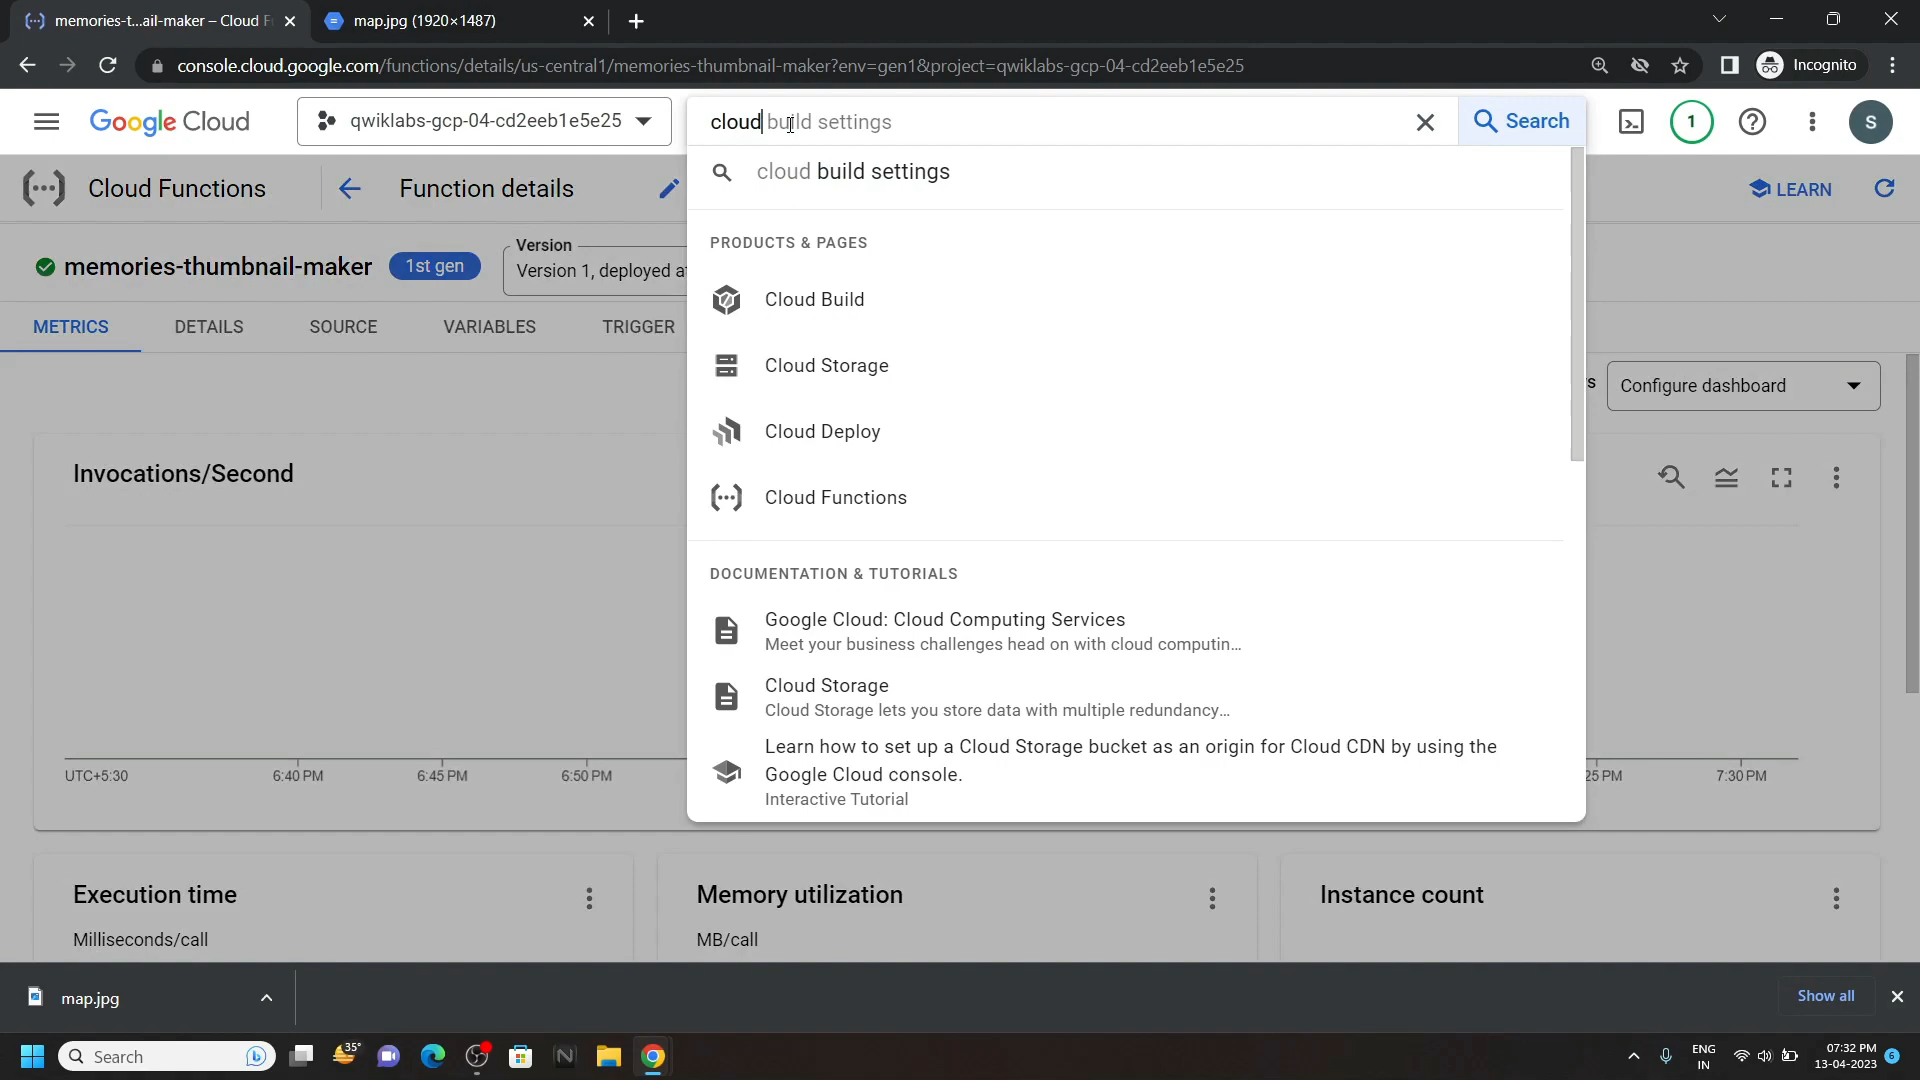 memories-t...ail-maker – Cloud F
map.jpg (1920×1487)
console.cloud.google.com/functions/details/us-central1/memories-thumbnail-maker?env=gen1&project=qwiklabs-gcp-04-cd2eeb1e5e25
Incognito
Google Cloud
qwiklabs-gcp-04-cd2eeb1e5e25
cloud build settings
Search
1
S
Cloud Functions
Function details
cloud build settings
LEARN
memories-thumbnail-maker
1st gen
Version
Version 1, deployed a
PRODUCTS & PAGES
Cloud Build
METRICS
DETAILS
SOURCE
VARIABLES
TRIGGER
Cloud Storage
Configure dashboard
Cloud Deploy
Invocations/Second
Cloud Functions
DOCUMENTATION & TUTORIALS
Google Cloud: Cloud Computing Services
Meet your business challenges head on with cloud computin...
Cloud Storage
Cloud Storage lets you store data with multiple redundancy...
Learn how to set up a Cloud Storage bucket as an origin for Cloud CDN by using the
Google Cloud console.
Interactive Tutorial
UTC+5:30
6:40 PM
6:45 PM
6:50 PM
25 PM
7:30 PM
Execution time
Milliseconds/call
Memory utilization
MB/call
Instance count
map.jpg
Show all
Search
35°
ENG
IN
07:32 PM
13-04-2023
6